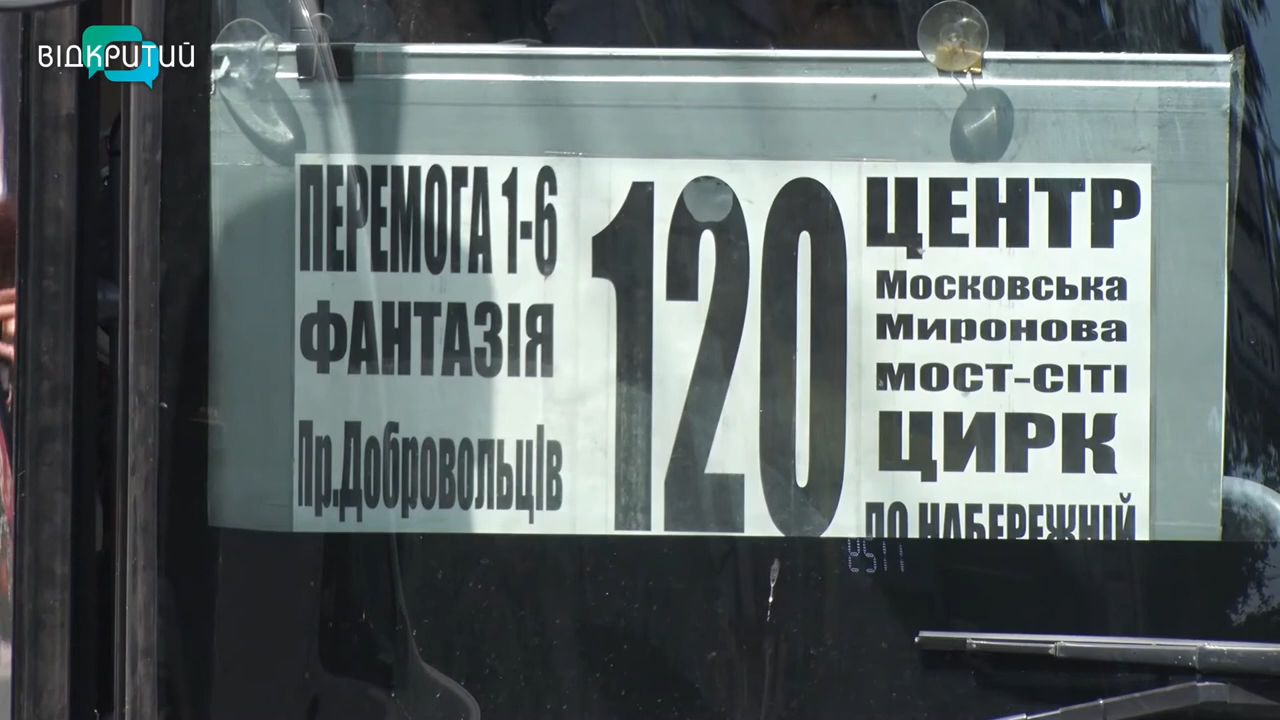 ВІДКРИТИЙ
ПЕРЕМОГА 1-6
ФАНТАЗІЯ
Пр.ДобровольцІв
120
ЦЕНТР
Московська
Миронова
МОСТ-СІТІ
ЦИРК
ПО НАБЕРЕЖНІЙ